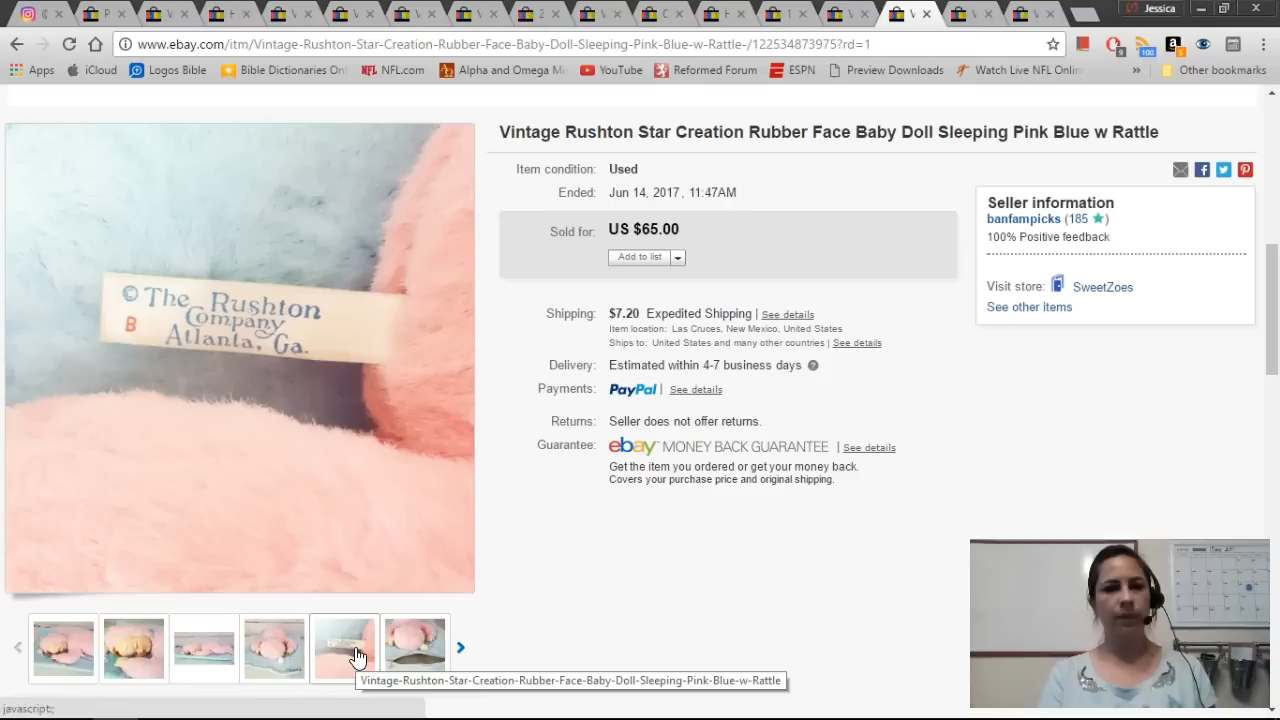 Jessica
www.ebay.com/itm/Vintage-Rushton-Star-Creation-Rubber-Face-Baby-Doll-Sleeping-Pink-Blue-w-Rattle-/122534873975?rd=1
Apps
iCloud
Logos Bible
Bible Dictionaries On
NFL.com
Alpha and Omega Mi
YouTube
Reformed Forum
ESPN
Preview Downloads
Watch Live NFL Onlin
»
Other bookmarks
Vintage Rushton Star Creation Rubber Face Baby Doll Sleeping Pink Blue w Rattle
Item condition: Used
Ended: Jun 14, 2017 , 11:47AM
Sold for: US $65.00
Add to list
Shipping: $7.20 Expedited Shipping | See details
Item location: Las Cruces, New Mexico, United States
Ships to: United States and many other countries | See details
Delivery: Estimated within 4-7 business days
Payments: PayPal | See details
Returns: Seller does not offer returns.
Guarantee: ebay MONEY BACK GUARANTEE | See details
Get the item you ordered or get your money back.
Covers your purchase price and original shipping.
Seller information
banfampicks (185)
100% Positive feedback
Visit store: SweetZoes
See other items
© The Rushton
Company
B Atlanta, Ga.
Vintage-Rushton-Star-Creation-Rubber-Face-Baby-Doll-Sleeping-Pink-Blue-w-Rattle
javascript:;